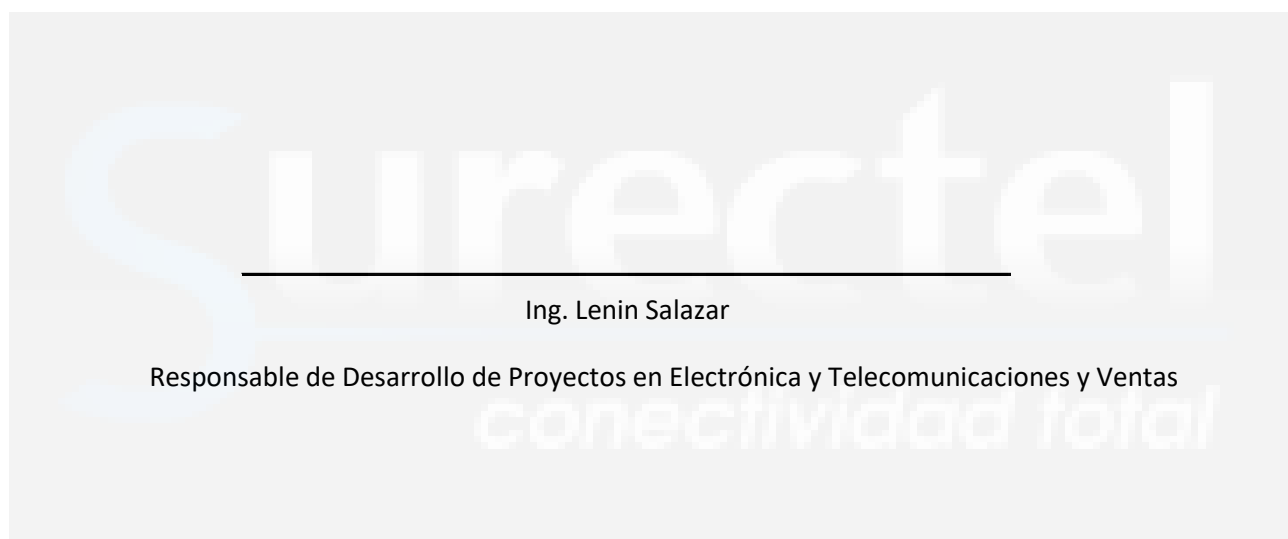 Surectel
Ing. Lenin Salazar
Responsable de Desarrollo de Proyectos en Electrónica y Telecomunicaciones y Ventas
conectividad total